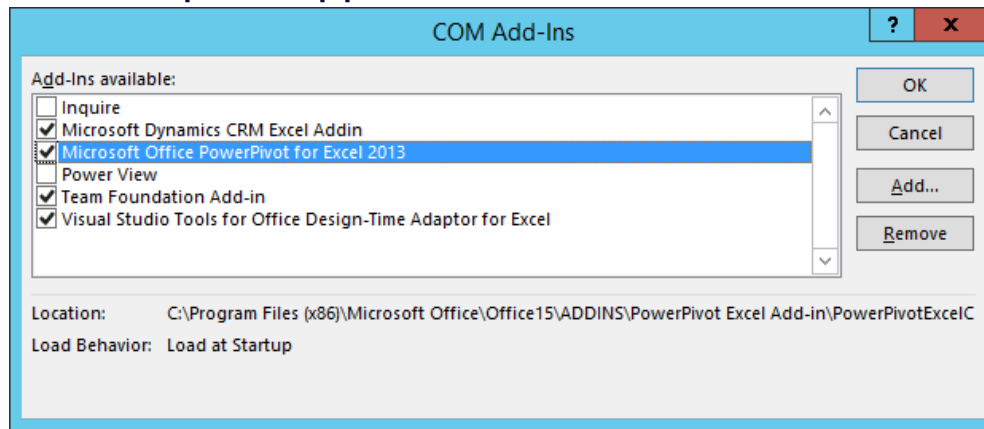 COM Add-Ins
? x
Add-Ins available:
Inquire
Microsoft Dynamics CRM Excel Addin
Microsoft Office PowerPivot for Excel 2013
Power View
Team Foundation Add-in
Visual Studio Tools for Office Design-Time Adaptor for Excel
OK
Cancel
Add...
Remove
Location: C:\Program Files (x86)\Microsoft Office\Office15\ADDINS\PowerPivot Excel Add-in\PowerPivotExcelC
Load Behavior: Load at Startup